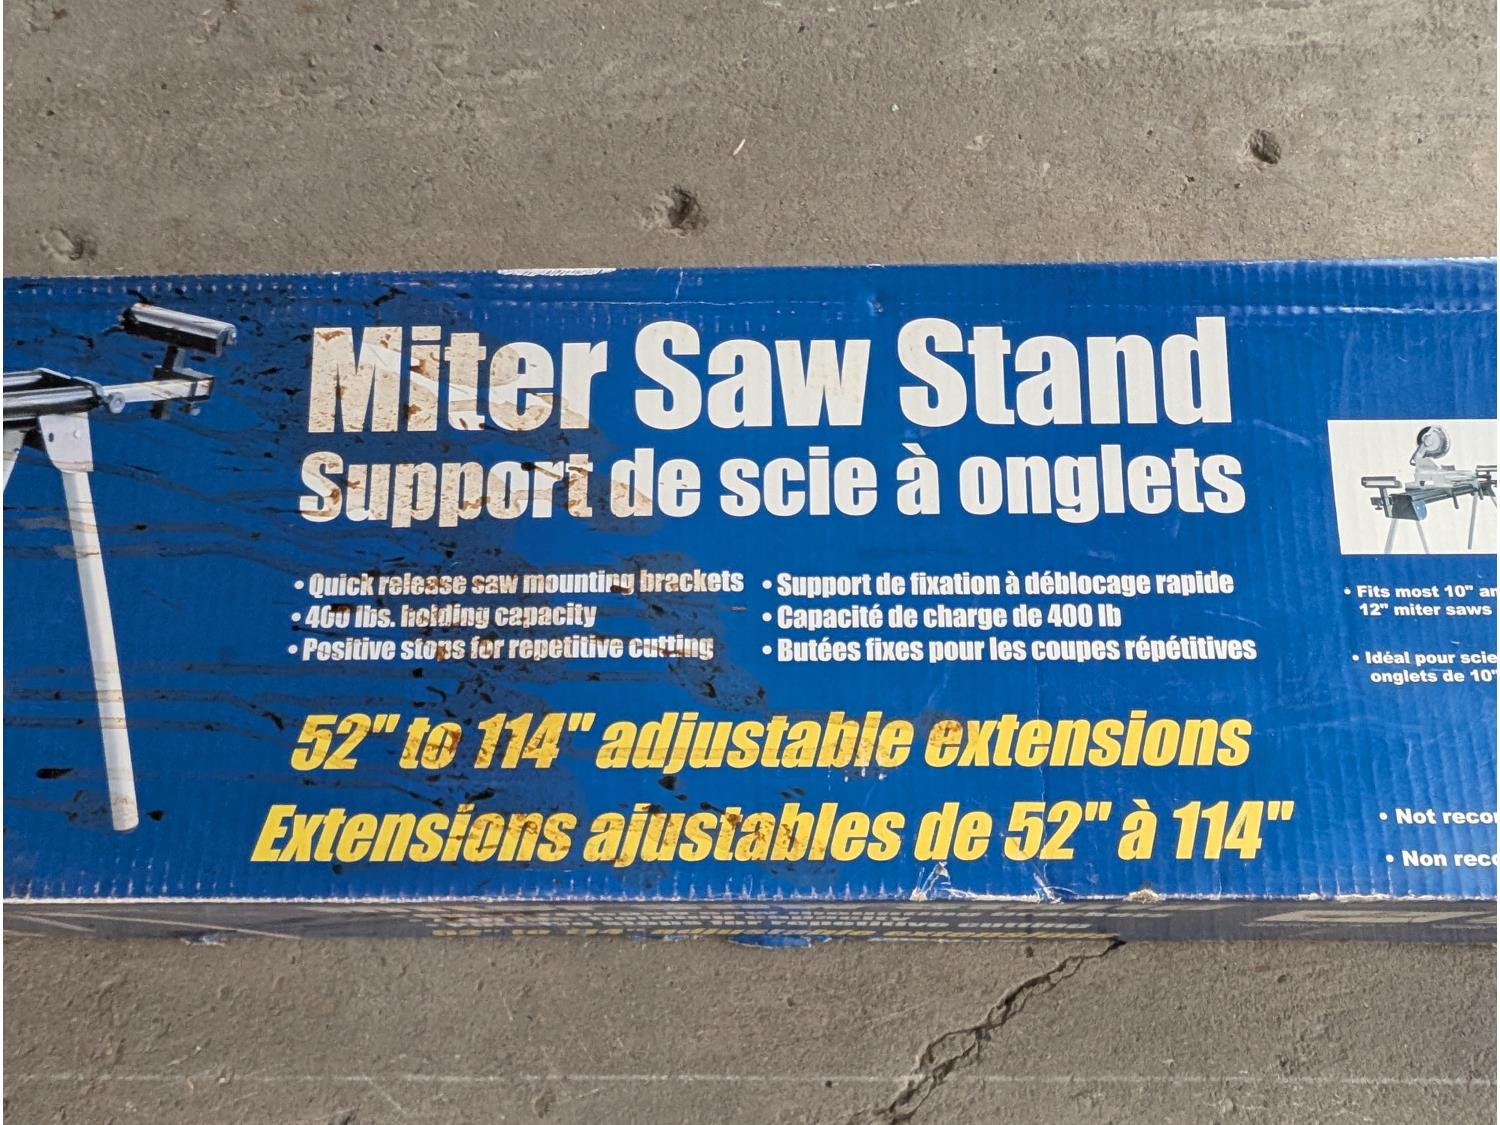 Miter Saw Stand
Support de scie à onglets
• Quick release saw mounting brackets
• 400 lbs. holding capacity
• Positive stops for repetitive cutting
• Support de fixation à déblocage rapide
• Capacité de charge de 400 lb
• Butées fixes pour les coupes répétitives
52" to 114" adjustable extensions
Extensions ajustables de 52" à 114"
• Fits most 10"
12" miter saws
• Idéal pour
onglets de 10"
• Not
• Non